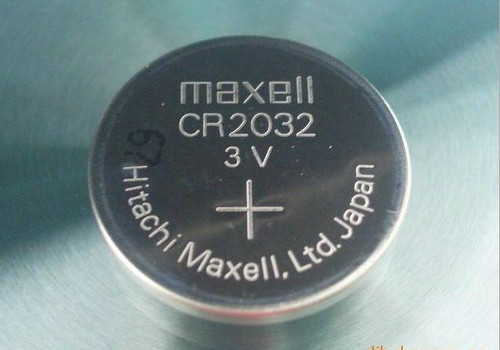 maxell
CR2032
3 V
+
Hitachi Maxell, Ltd. Japan